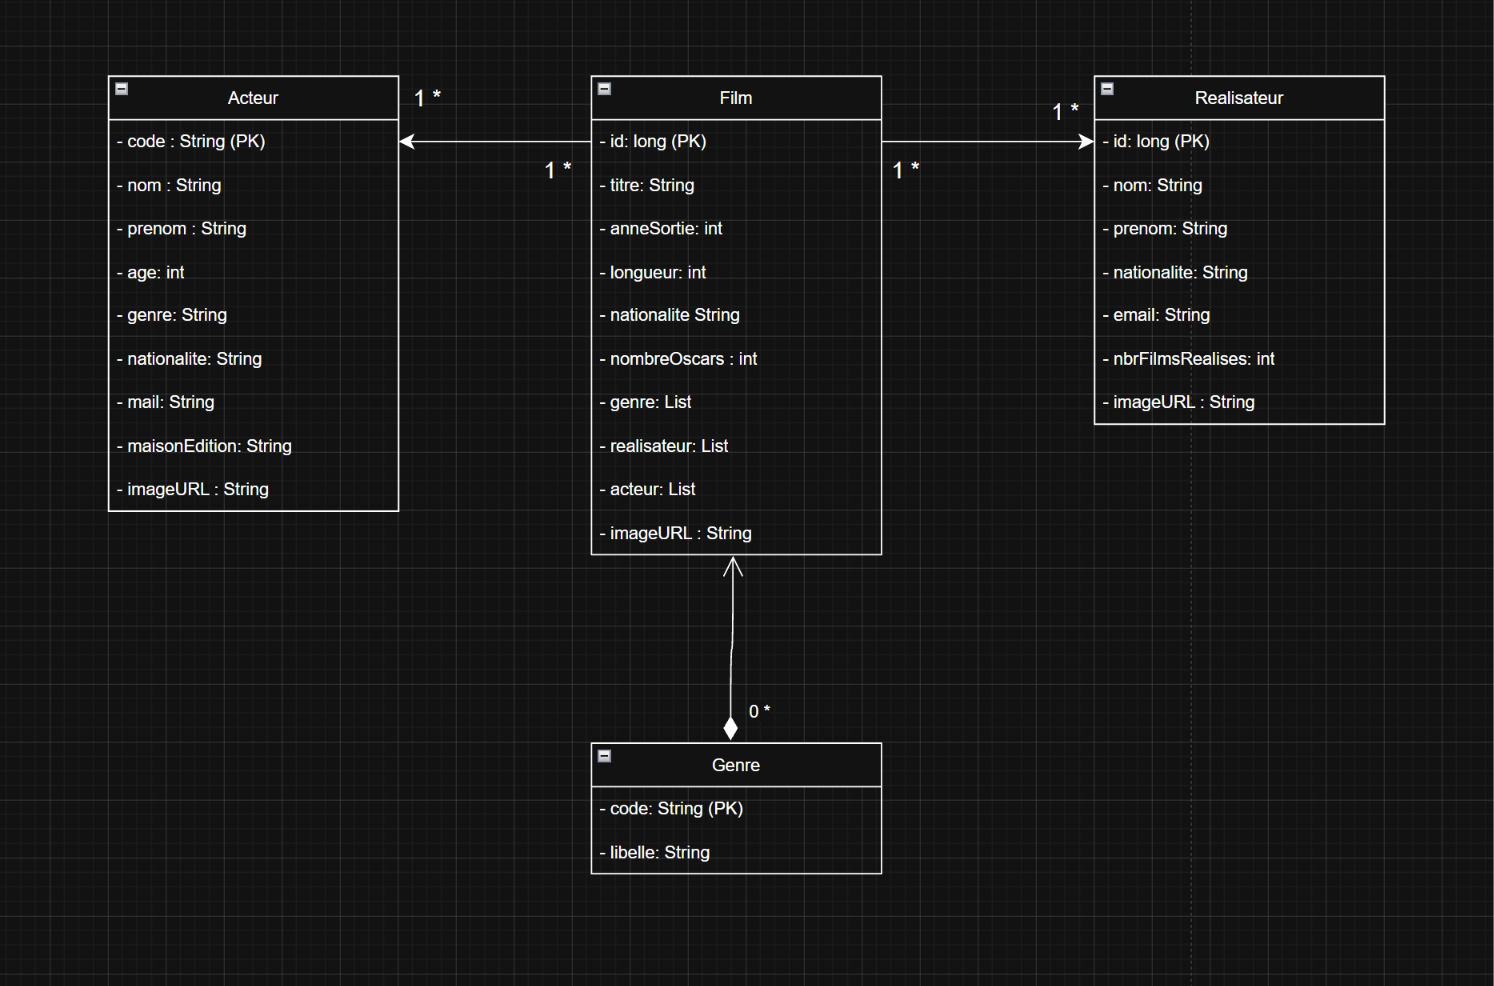 Acteur
- code : String (PK)
- nom : String
- prenom : String
- age: int
- genre: String
- nationalite: String
- mail: String
- maisonEdition: String
- imageURL : String
1 *
1 *
Film
- id: long (PK)
- titre: String
- anneSortie: int
- longueur: int
- nationalite String
- nombreOscars : int
- genre: List
- realisateur: List
- acteur: List
- imageURL : String
1 *
1 *
Realisateur
- id: long (PK)
- nom: String
- prenom: String
- nationalite: String
- email: String
- nbrFilmsRealises: int
- imageURL : String
0 *
Genre
- code: String (PK)
- libelle: String